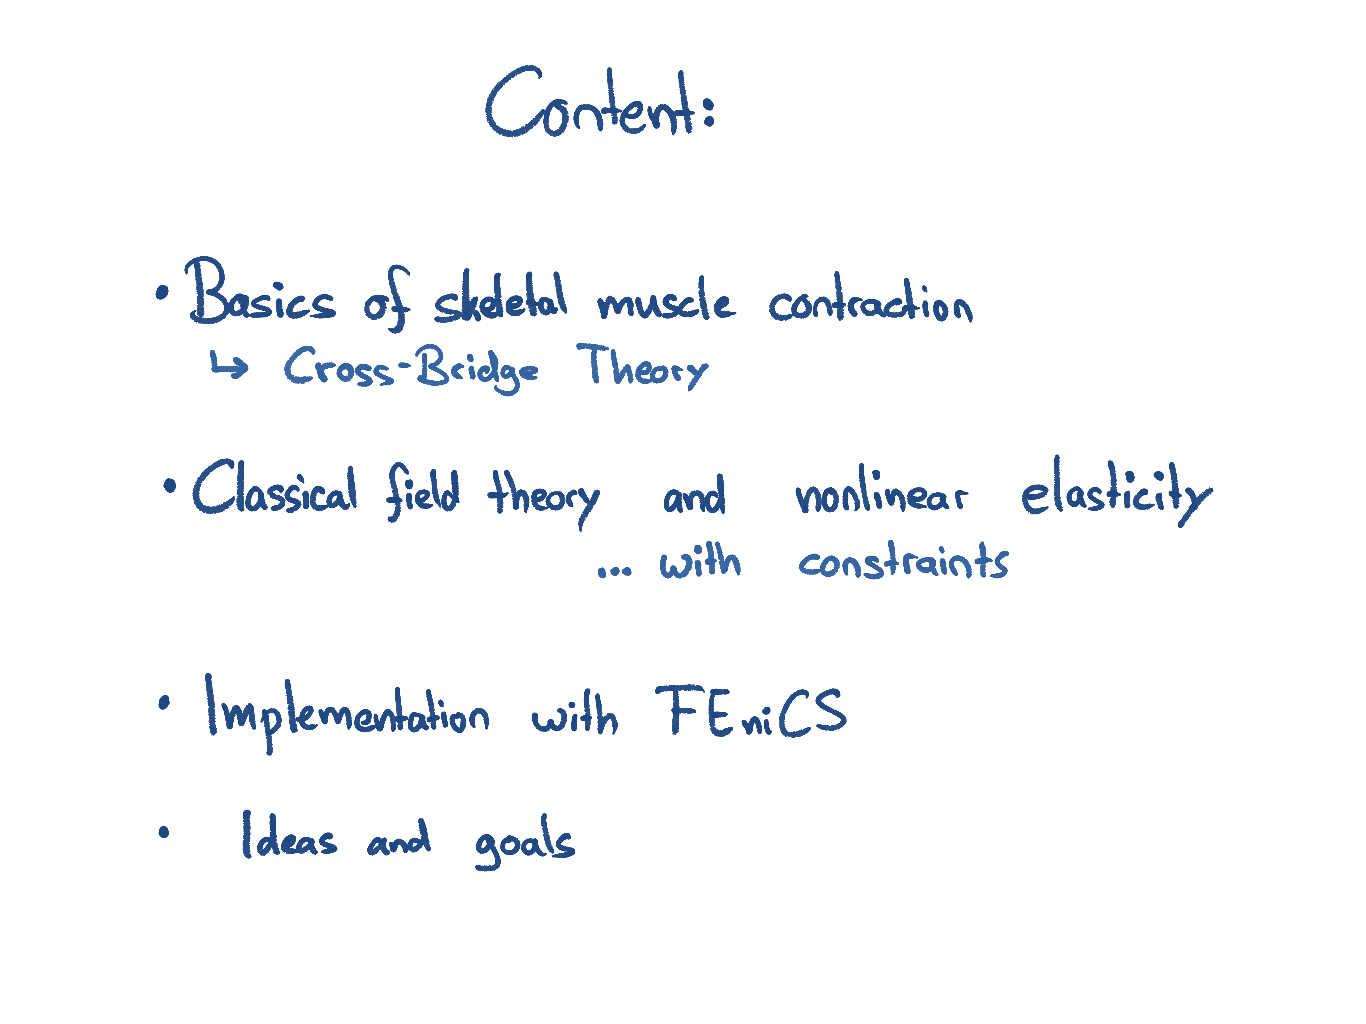 Content:
• Basics of skeletal muscle contraction
↳ Cross-Bridge Theory
• Classical field theory and nonlinear elasticity
... with constraints
• Implementation with FEniCS
• Ideas and goals